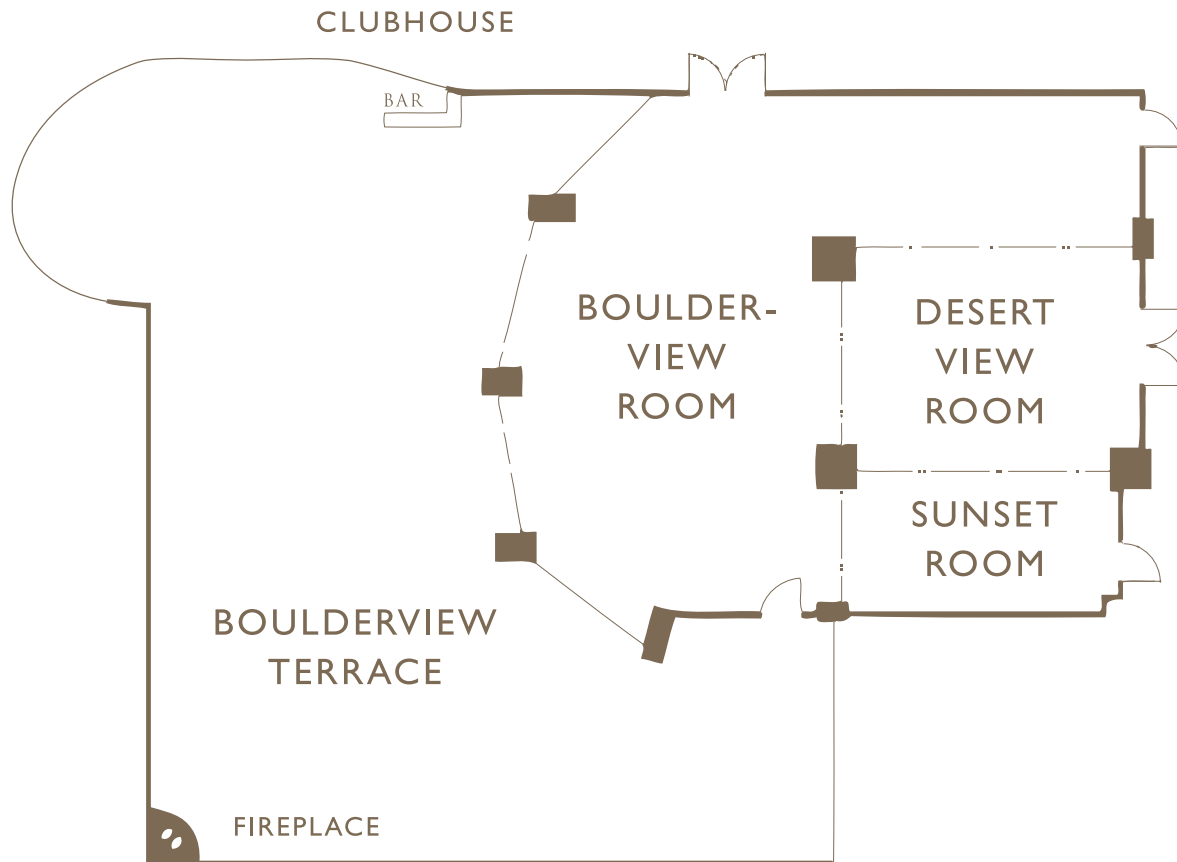 CLUBHOUSE
BAR
BOULDER-
VIEW
ROOM
DESERT
VIEW
ROOM
SUNSET
ROOM
BOULDERVIEW
TERRACE
FIREPLACE